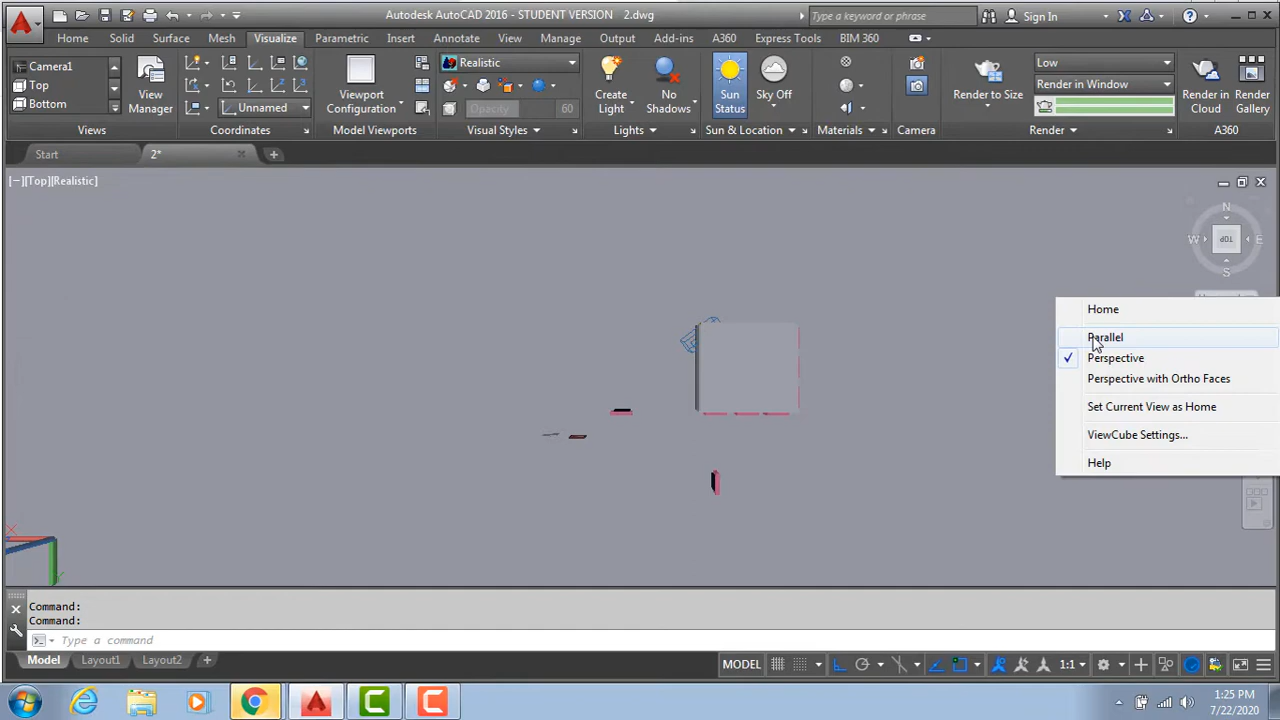 Autodesk AutoCAD 2016 - STUDENT VERSION 2.dwg
Type a keyword or phrase
Sign In
Home Solid Surface Mesh Visualize Parametric Insert Annotate View Manage Output Add-ins A360 Express Tools BIM 360
Camera1
Top
Bottom
View Manager
Unnamed
Viewport Configuration
Realistic
Opacity 60
Create Light
No Shadows
Sun Status
Sky Off
Render to Size
Low
Render in Window
Render in Cloud
Render Gallery
Views Coordinates Model Viewports Visual Styles Lights Sun & Location Materials Camera Render A360
Start 2*
[−][Top][Realistic]
N
W TOP E
S
Home
Parallel
Perspective
Perspective with Ortho Faces
Set Current View as Home
ViewCube Settings...
Help
Command:
Command:
Type a command
Model Layout1 Layout2 +
MODEL 1:1
1:25 PM
7/22/2020